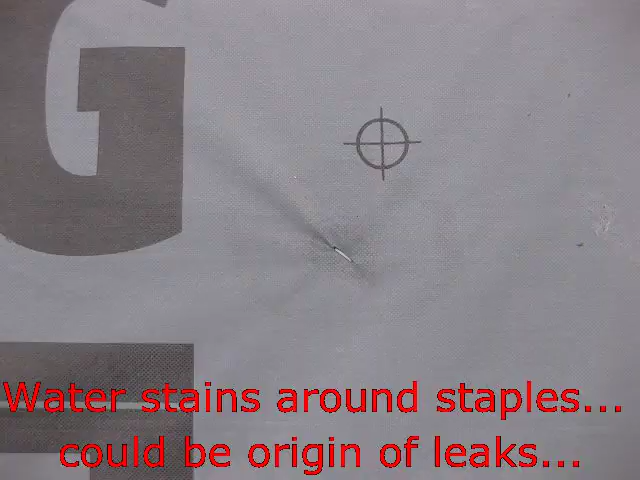 G
Water stains around staples...
could be origin of leaks...